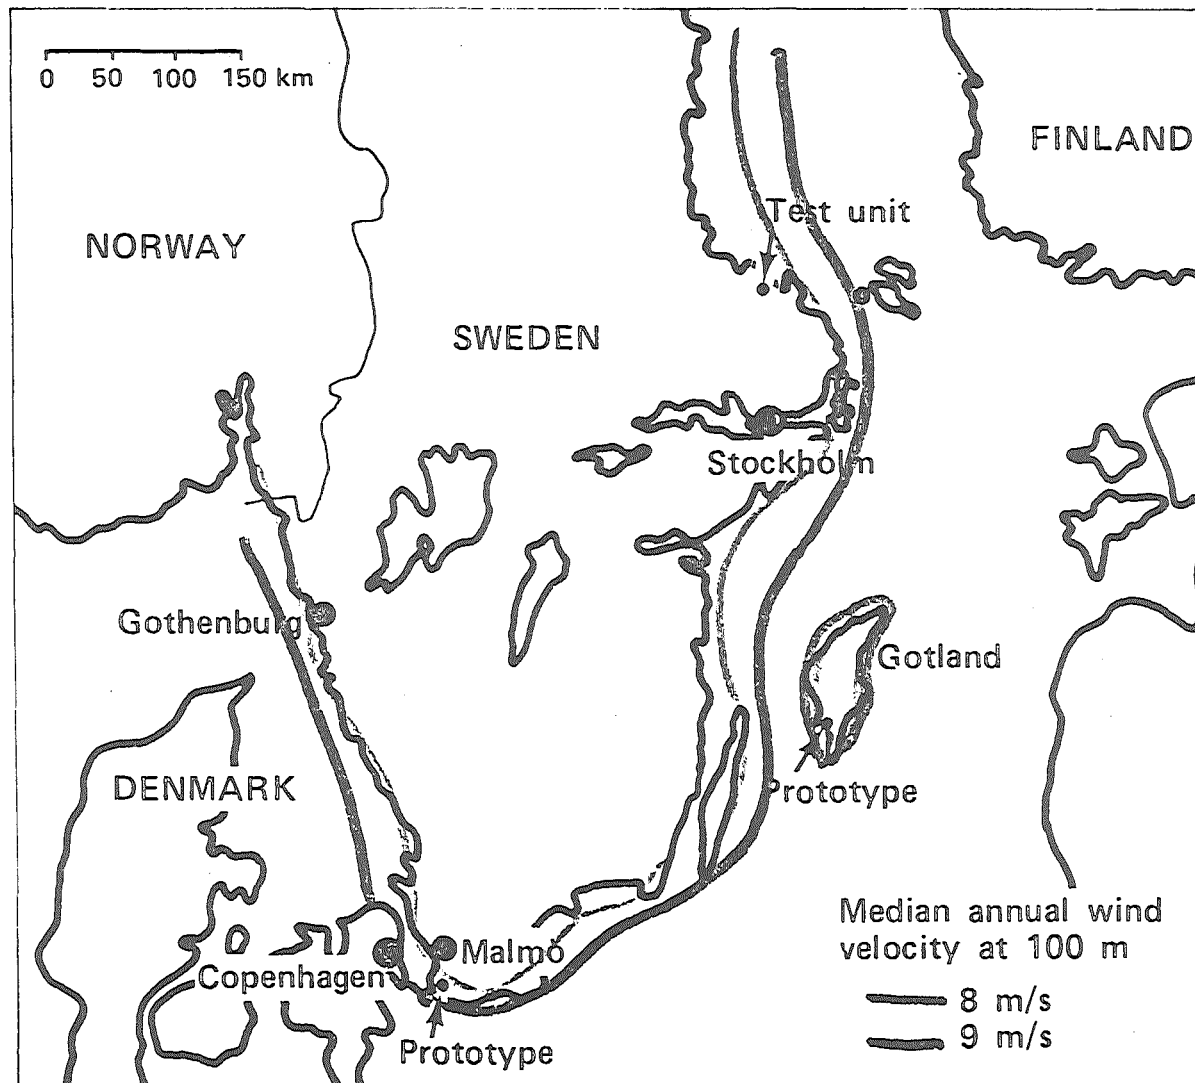 0 50 100 150 km
FINLAND
Test unit
NORWAY
SWEDEN
Stockholm
Gothenburg
Gotland
DENMARK
Prototype
Median annual wind
velocity at 100 m
Malmö
Copenhagen
8 m/s
9 m/s
Prototype